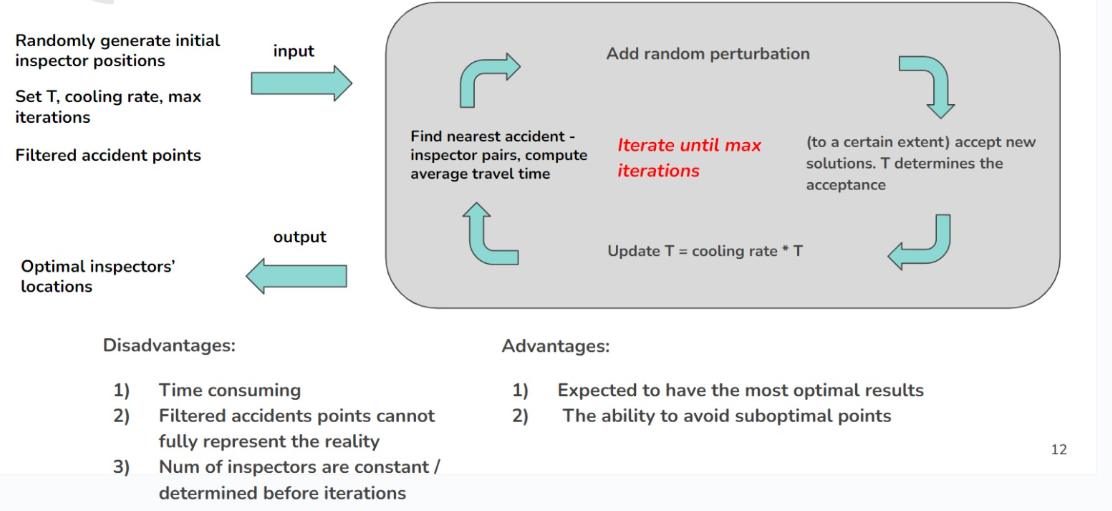 Randomly generate initial
inspector positions
Set T, cooling rate, max
iterations
Filtered accident points
input
output
Optimal inspectors’
locations
Add random perturbation
Find nearest accident -
inspector pairs, compute
average travel time
Iterate until max
iterations
(to a certain extent) accept new
solutions. T determines the
acceptance
Update T = cooling rate * T
Disadvantages:
1) Time consuming
2) Filtered accidents points cannot
fully represent the reality
3) Num of inspectors are constant /
determined before iterations
Advantages:
1) Expected to have the most optimal results
2) The ability to avoid suboptimal points
12